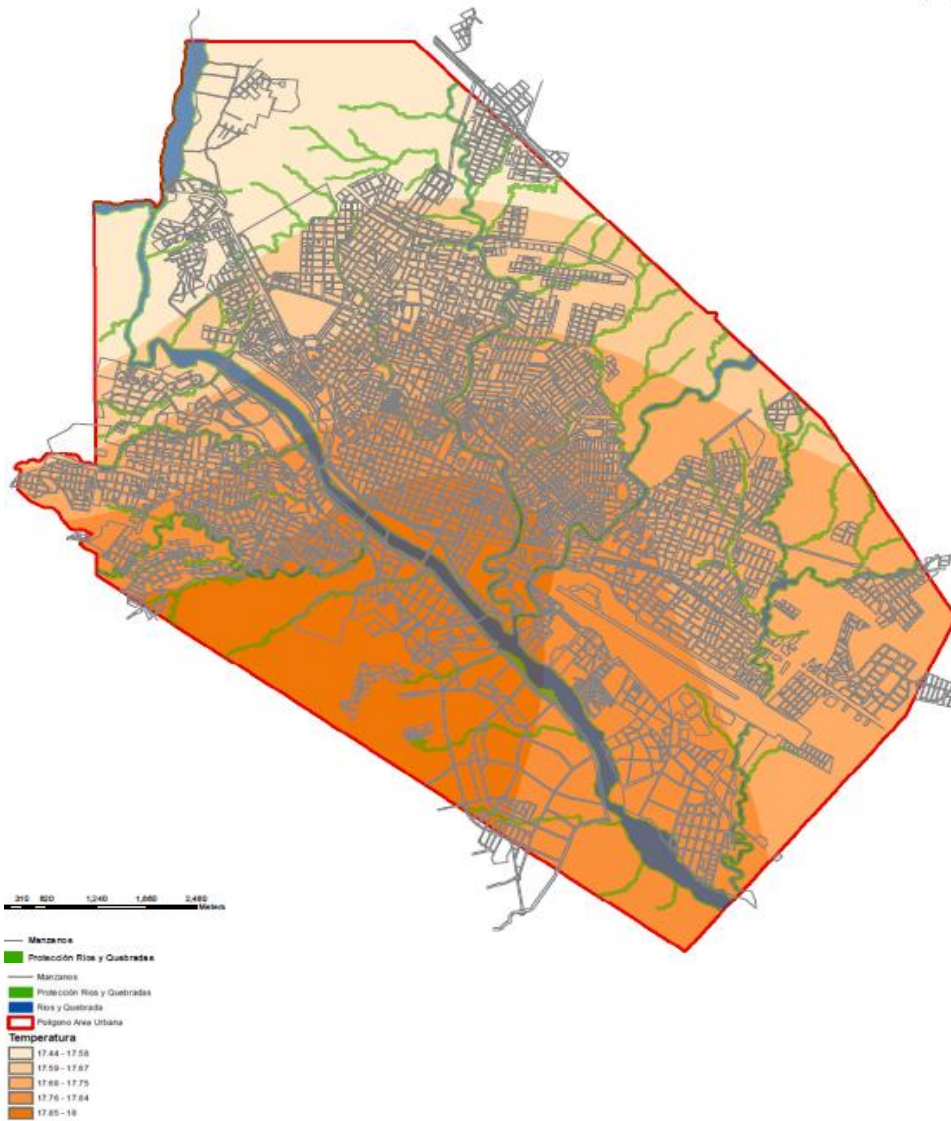 310 620 1,240 1,860 2,480
Meters
Manzanos
Protección Ríos y Quebradas
Manzanos
Protección Ríos y Quebradas
Ríos y Quebrada
Poligono Area Urbana
Temperatura
17.44 - 17.58
17.59 - 17.67
17.68 - 17.75
17.76 - 17.84
17.85 - 18